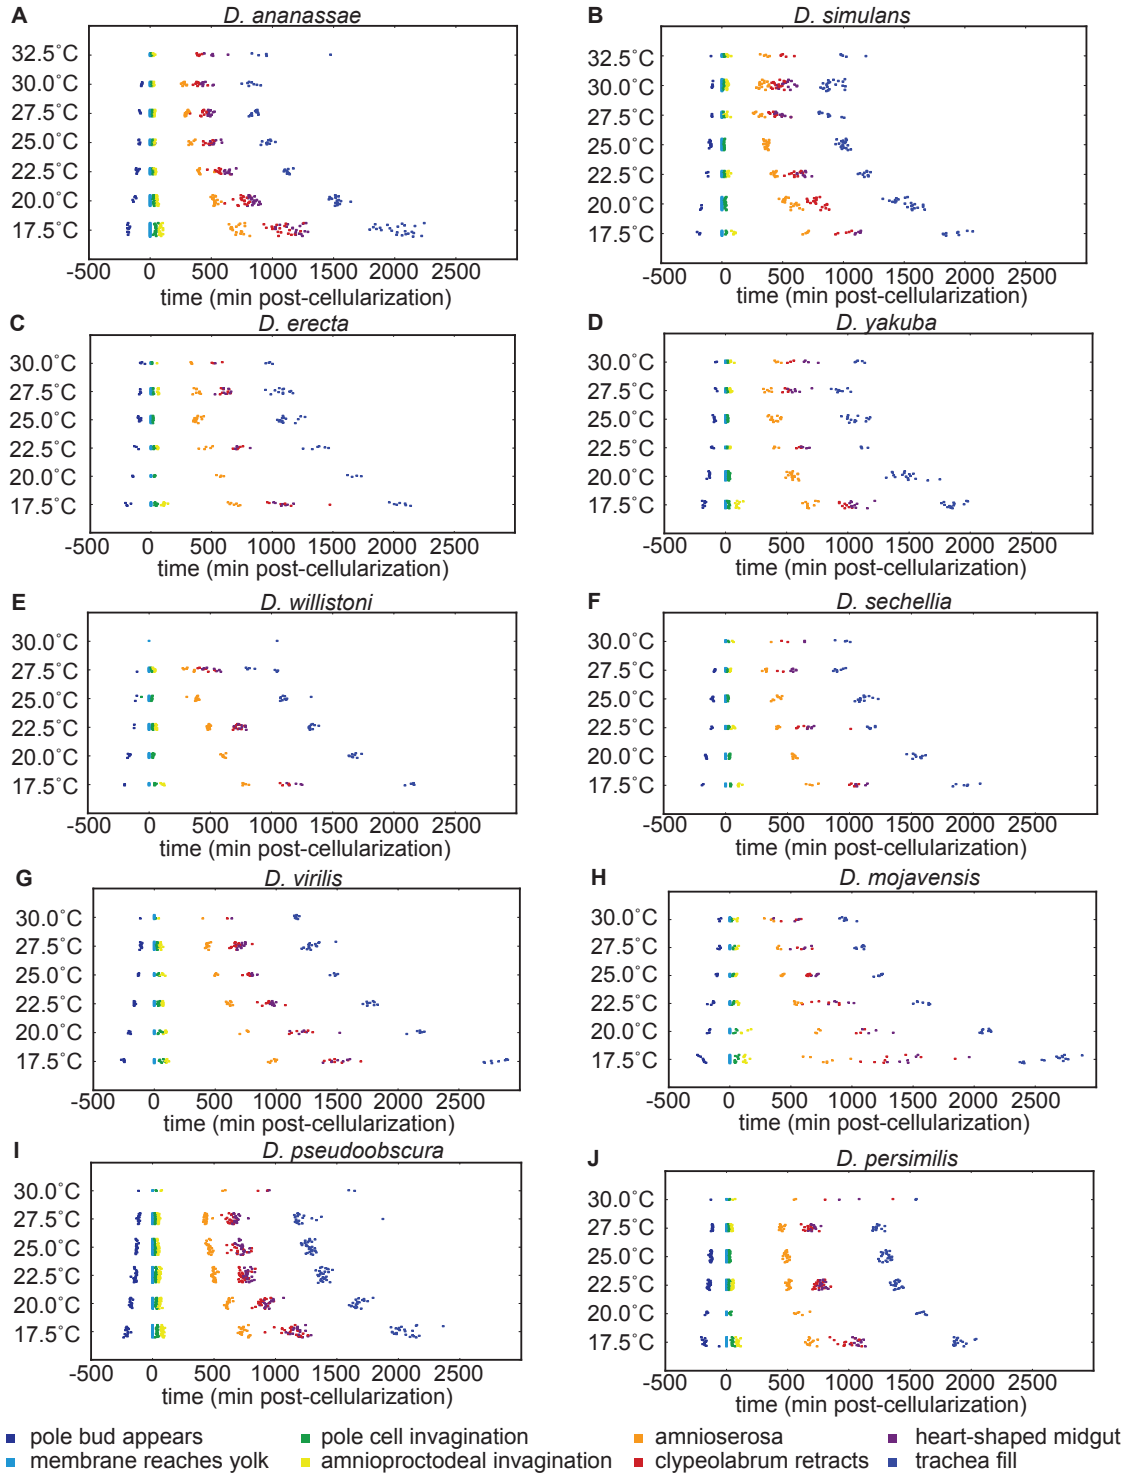 A
D. ananassae
32.5°C
30.0°C
27.5°C
25.0°C
22.5°C
20.0°C
17.5°C
-500 0 500 1000 1500 2000 2500
time (min post-cellularization)
B
D. simulans
32.5°C
30.0°C
27.5°C
25.0°C
22.5°C
20.0°C
17.5°C
-500 0 500 1000 1500 2000 2500
time (min post-cellularization)
C
D. erecta
30.0°C
27.5°C
25.0°C
22.5°C
20.0°C
17.5°C
-500 0 500 1000 1500 2000 2500
time (min post-cellularization)
D
D. yakuba
30.0°C
27.5°C
25.0°C
22.5°C
20.0°C
17.5°C
-500 0 500 1000 1500 2000 2500
time (min post-cellularization)
E
D. willistoni
30.0°C
27.5°C
25.0°C
22.5°C
20.0°C
17.5°C
-500 0 500 1000 1500 2000 2500
time (min post-cellularization)
F
D. sechellia
30.0°C
27.5°C
25.0°C
22.5°C
20.0°C
17.5°C
-500 0 500 1000 1500 2000 2500
time (min post-cellularization)
G
D. virilis
30.0°C
27.5°C
25.0°C
22.5°C
20.0°C
17.5°C
-500 0 500 1000 1500 2000 2500
time (min post-cellularization)
H
D. mojavensis
30.0°C
27.5°C
25.0°C
22.5°C
20.0°C
17.5°C
-500 0 500 1000 1500 2000 2500
time (min post-cellularization)
I
D. pseudoobscura
30.0°C
27.5°C
25.0°C
22.5°C
20.0°C
17.5°C
-500 0 500 1000 1500 2000 2500
time (min post-cellularization)
J
D. persimilis
30.0°C
27.5°C
25.0°C
22.5°C
20.0°C
17.5°C
-500 0 500 1000 1500 2000 2500
time (min post-cellularization)
pole bud appears
pole cell invagination
amnioserosa
heart-shaped midgut
membrane reaches yolk
amnioproctodeal invagination
clypeolabrum retracts
trachea fill